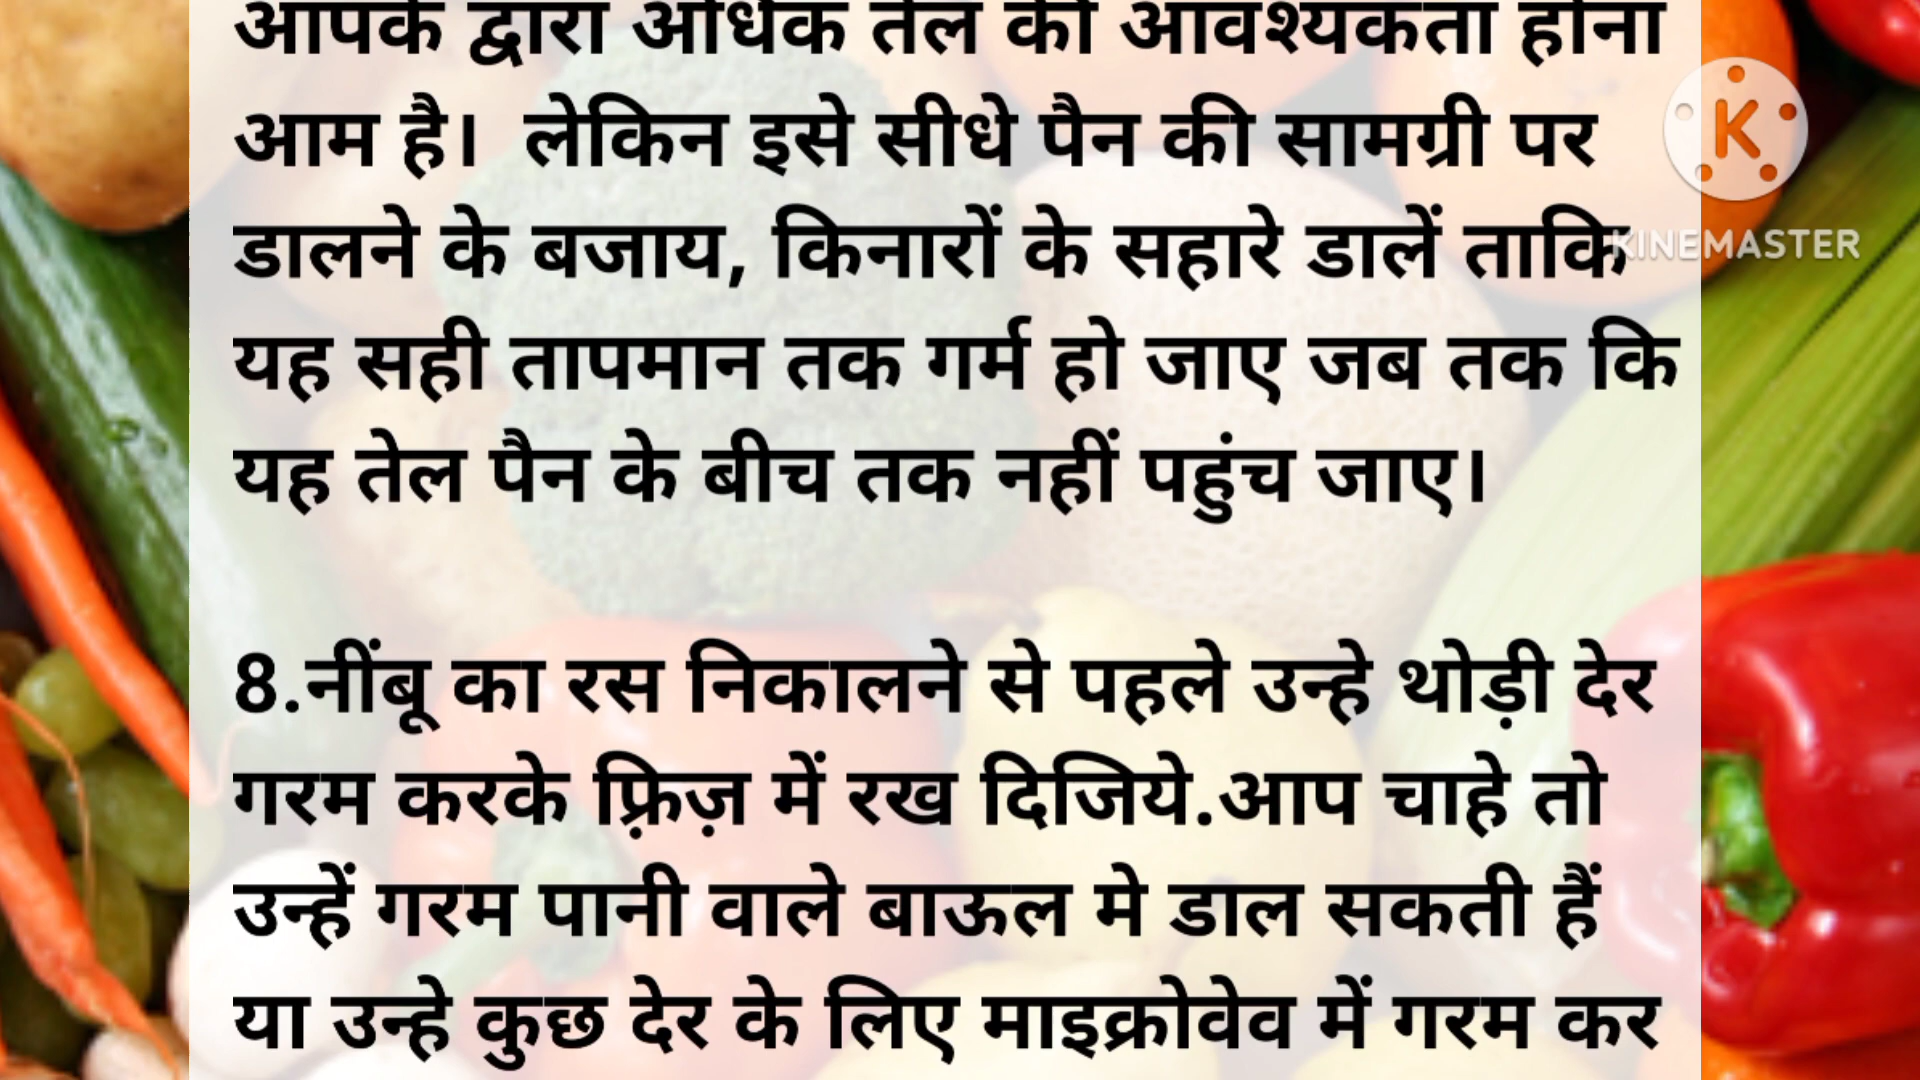 आपके द्वारा अधिक तेल की आवश्यकता होना
आम है। लेकिन इसे सीधे पैन की सामग्री पर
डालने के बजाय, किनारों के सहारे डालें ताकि
यह सही तापमान तक गर्म हो जाए जब तक कि
यह तेल पैन के बीच तक नहीं पहुंच जाए।
8.नींबू का रस निकालने से पहले उन्हे थोड़ी देर
गरम करके फ़्रिज़ में रख दिजिये.आप चाहे तो
उन्हें गरम पानी वाले बाऊल मे डाल सकती हैं
या उन्हे कुछ देर के लिए माइक्रोवेव में गरम कर
K
KINEMASTER